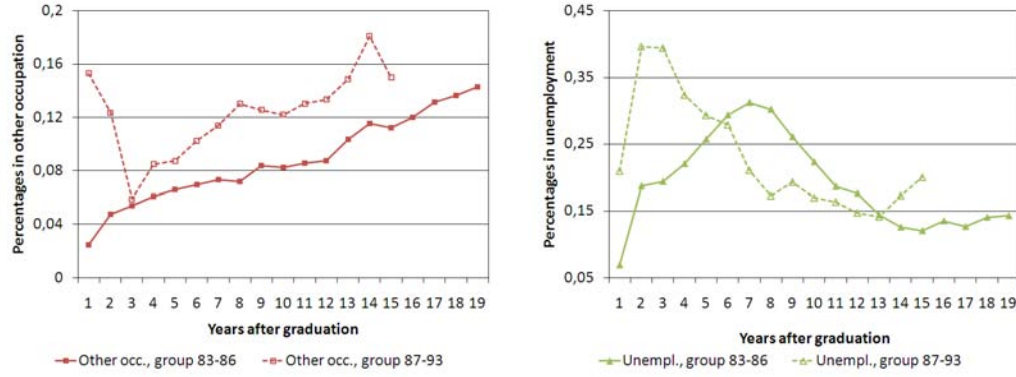 Percentages in other occupation
0,2
0,16
0,12
0,08
0,04
0
1 2 3 4 5 6 7 8 9 10 11 12 13 14 15 16 17 18 19
Years after graduation
Other occ., group 83-86 Other occ., group 87-93
Percentages in unemployment
0,45
0,35
0,25
0,15
0,05
1 2 3 4 5 6 7 8 9 10 11 12 13 14 15 16 17 18 19
Years after graduation
Unempl., group 83-86 Unempl., group 87-93